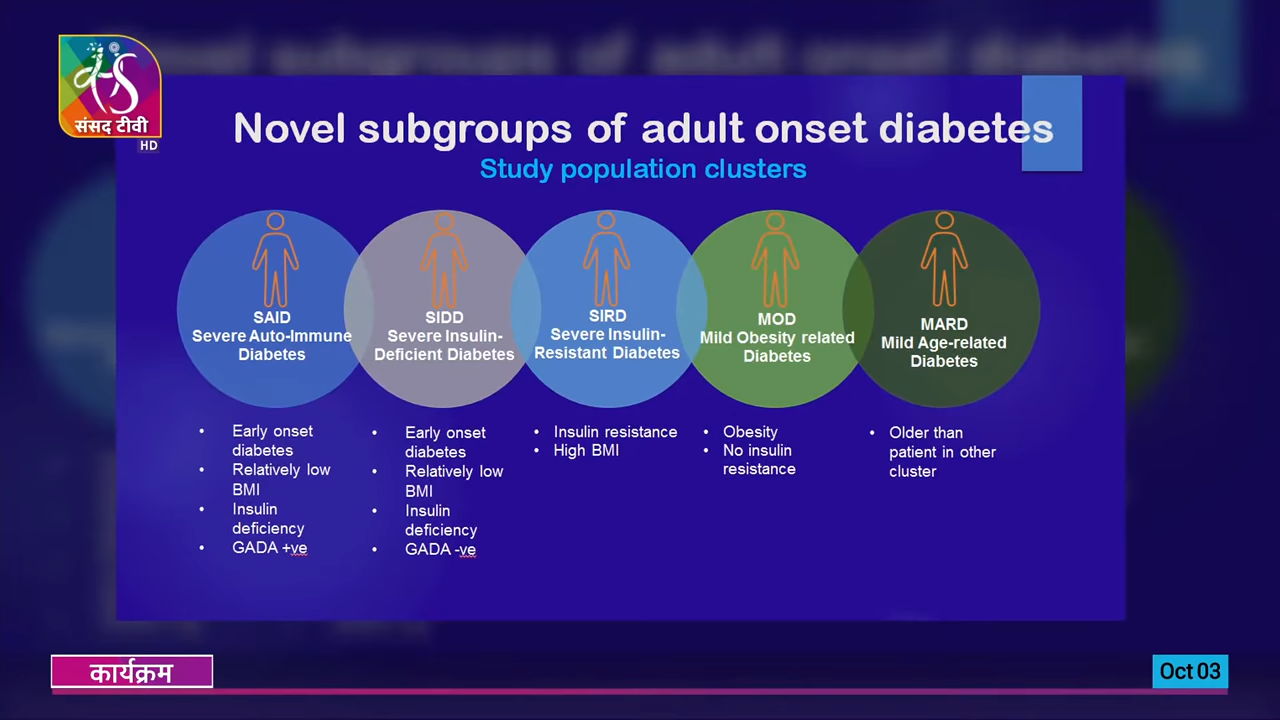 संसद टीवी
HD
Novel subgroups of adult onset diabetes
Study population clusters
SAID
Severe Auto-Immune
Diabetes
SIDD
Severe Insulin-
Deficient Diabetes
SIRD
Severe Insulin-
Resistant Diabetes
MOD
Mild Obesity related
Diabetes
MARD
Mild Age-related
Diabetes
• Early onset
diabetes
• Relatively low
BMI
• Insulin
deficiency
• GADA +ve
• Early onset
diabetes
• Relatively low
BMI
• Insulin
deficiency
• GADA -ve
• Insulin resistance
• High BMI
• Obesity
• No insulin
resistance
• Older than
patient in other
cluster
कार्यक्रम
Oct 03